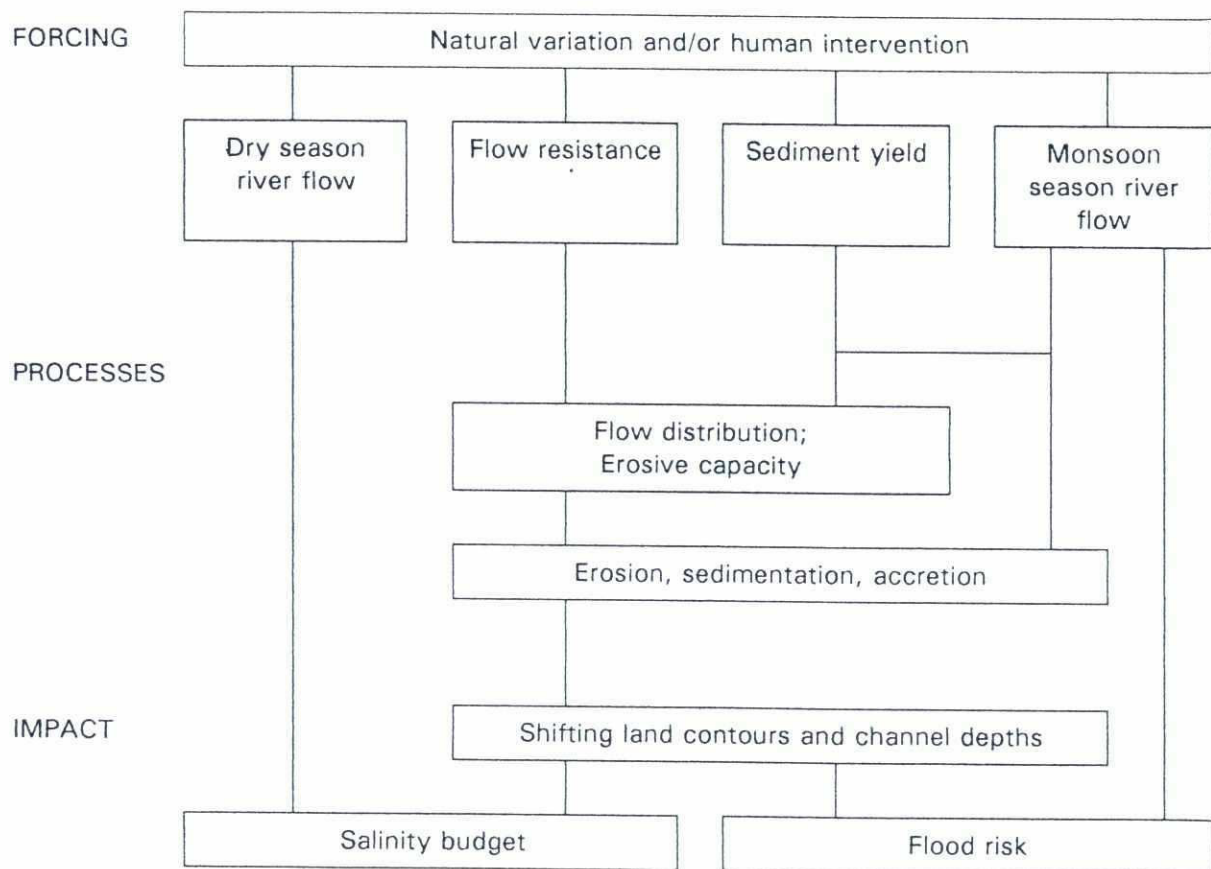 FORCING
Natural variation and/or human intervention
Dry season
river flow
Flow resistance
Sediment yield
Monsoon
season river
flow
PROCESSES
Flow distribution;
Erosive capacity
Erosion, sedimentation, accretion
IMPACT
Shifting land contours and channel depths
Salinity budget
Flood risk